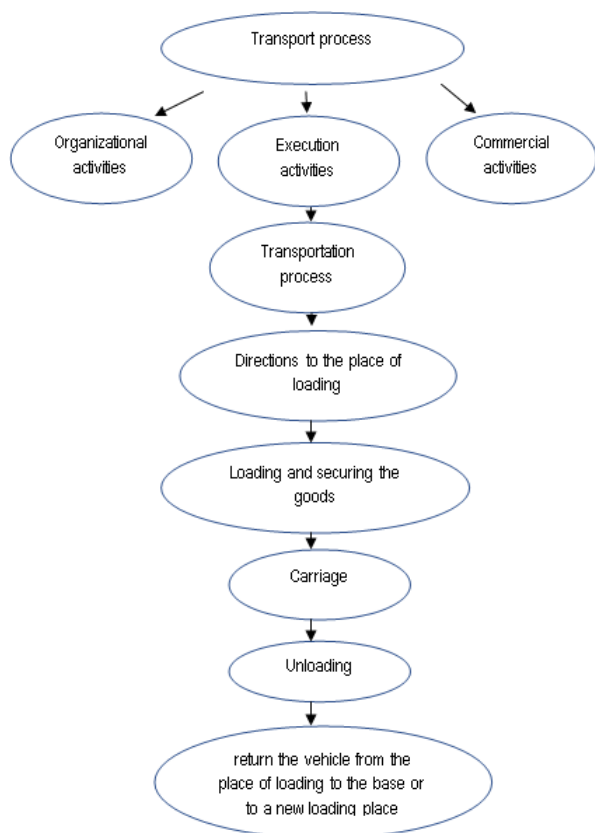 Transport process
Organizational
activities
Execution
activities
Commercial
activities
Transportation
process
Directions to the place of
loading
Loading and securing the
goods
Carriage
Unloading
return the vehicle from the
place of loading to the base or
to a new loading place